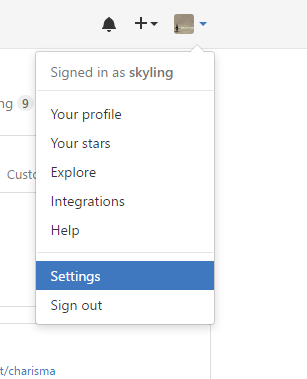 Signed in as skyling
ng 9
Your profile
Your stars
Explore
Custo
Integrations
Help
Settings
Sign out
t/charisma